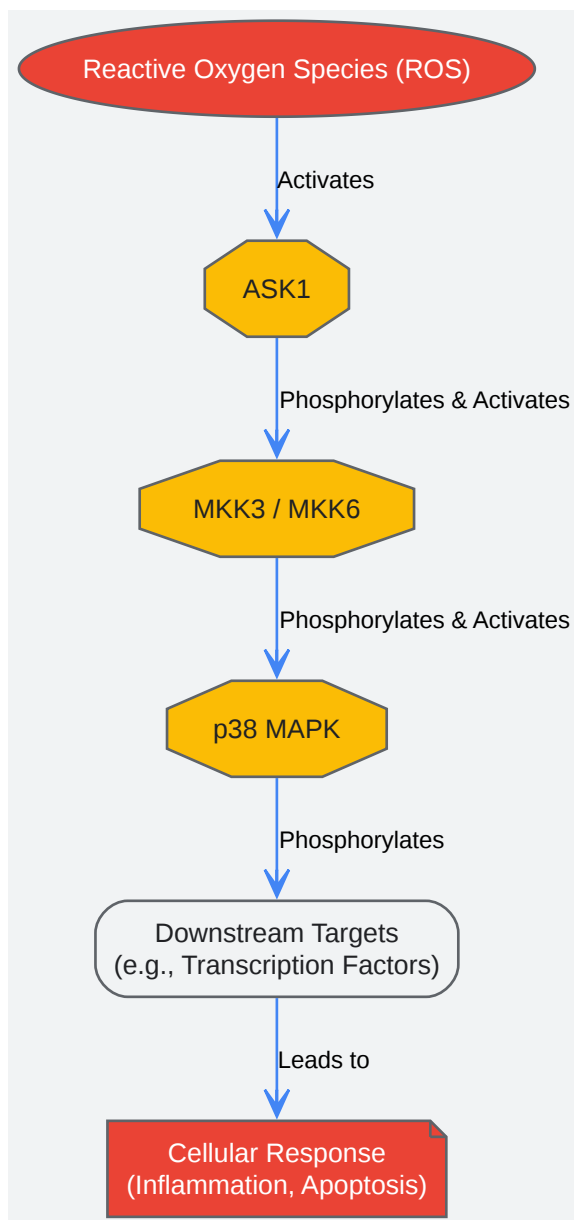 Reactive Oxygen Species (ROS)
Activates
ASK1
Phosphorylates & Activates
MKK3 / MKK6
Phosphorylates & Activates
p38 MAPK
Phosphorylates
Downstream Targets
(e.g., Transcription Factors)
Leads to
Cellular Response
(Inflammation, Apoptosis)